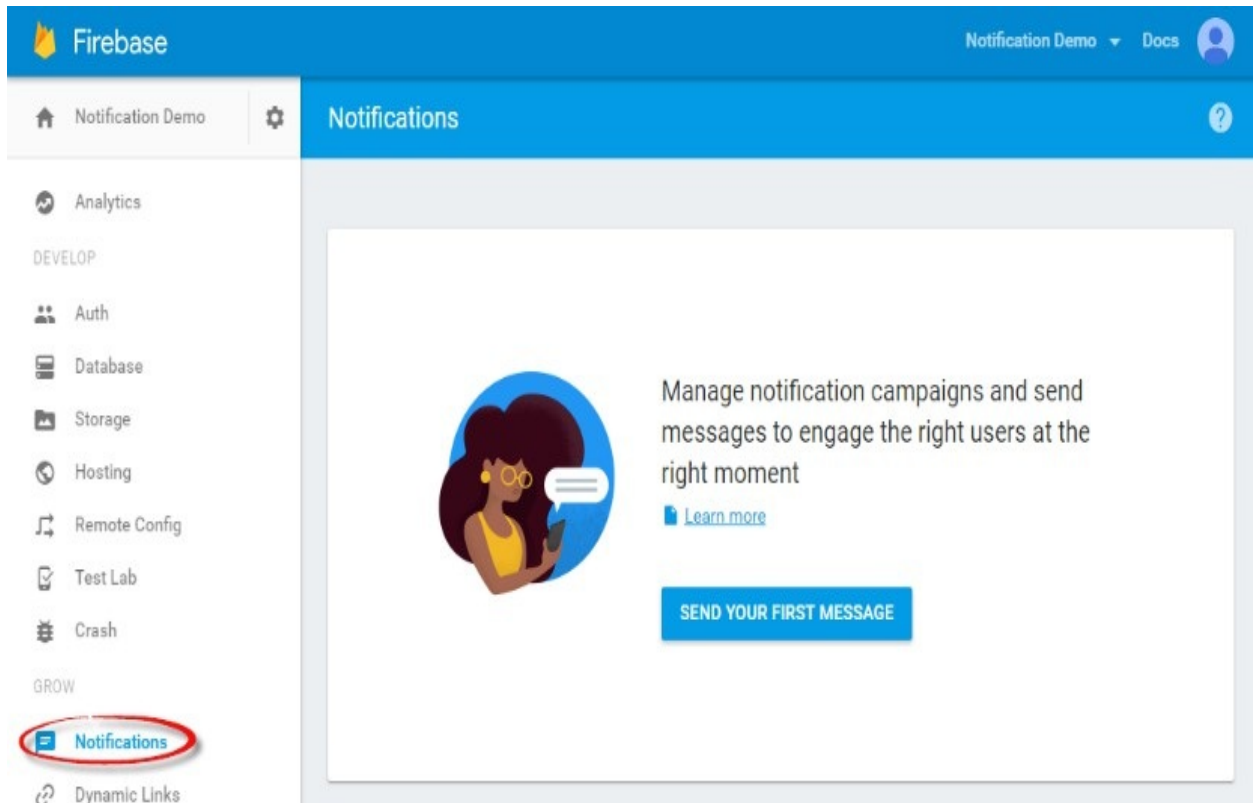 Firebase
Notification Demo
Docs
Notification Demo
Notifications
?
Analytics
DEVELOP
Auth
Database
Storage
Hosting
Remote Config
Test Lab
Crash
GROW
Notifications
Dynamic Links
Manage notification campaigns and send
messages to engage the right users at the
right moment
Learn more
SEND YOUR FIRST MESSAGE